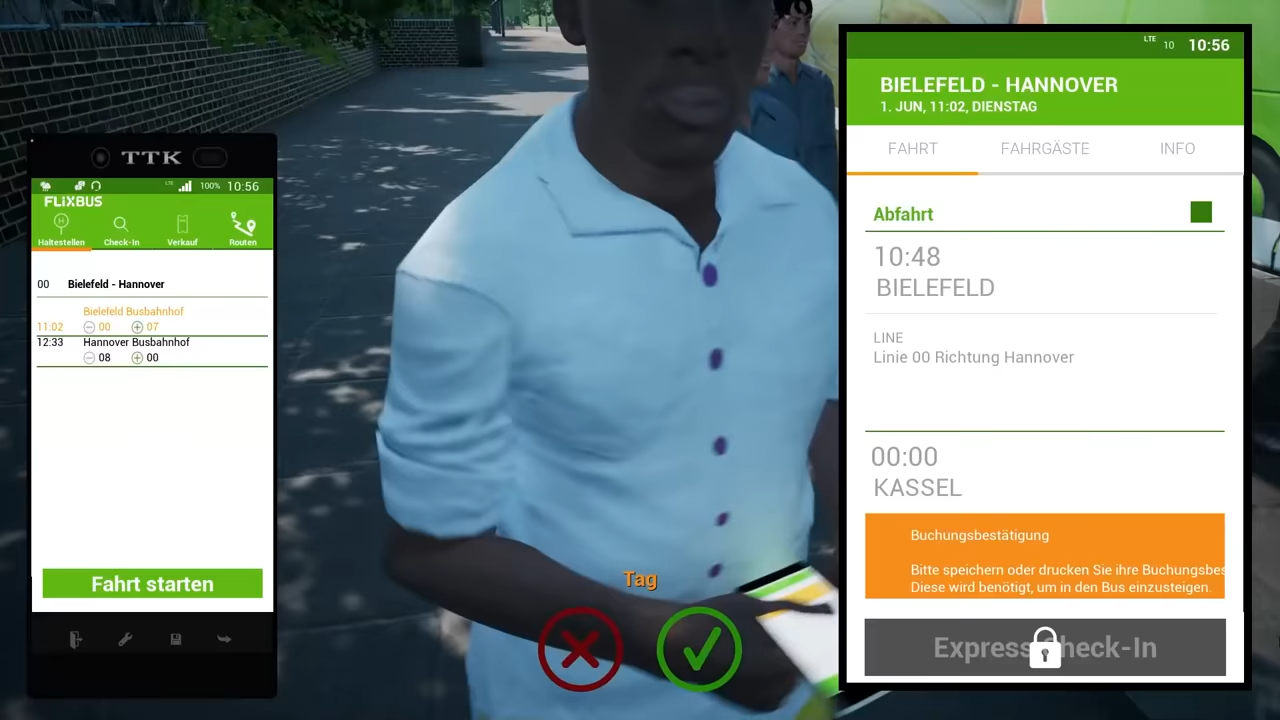 TTK
LTE 100% 10:56
FLiXBUS
Haltestellen Check-In Verkauf Routen
00 Bielefeld - Hannover
Bielefeld Busbahnhof
11:02 00 07
12:33 Hannover Busbahnhof
08 00
Fahrt starten
Tag
LTE 10 10:56
BIELEFELD - HANNOVER
1. JUN, 11:02, DIENSTAG
FAHRT FAHRGÄSTE INFO
Abfahrt
10:48
BIELEFELD
LINE
Linie 00 Richtung Hannover
00:00
KASSEL
Buchungsbestätigung
Bitte speichern oder drucken Sie ihre Buchungsbes
Diese wird benötigt, um in den Bus einzusteigen.
Express Check-In